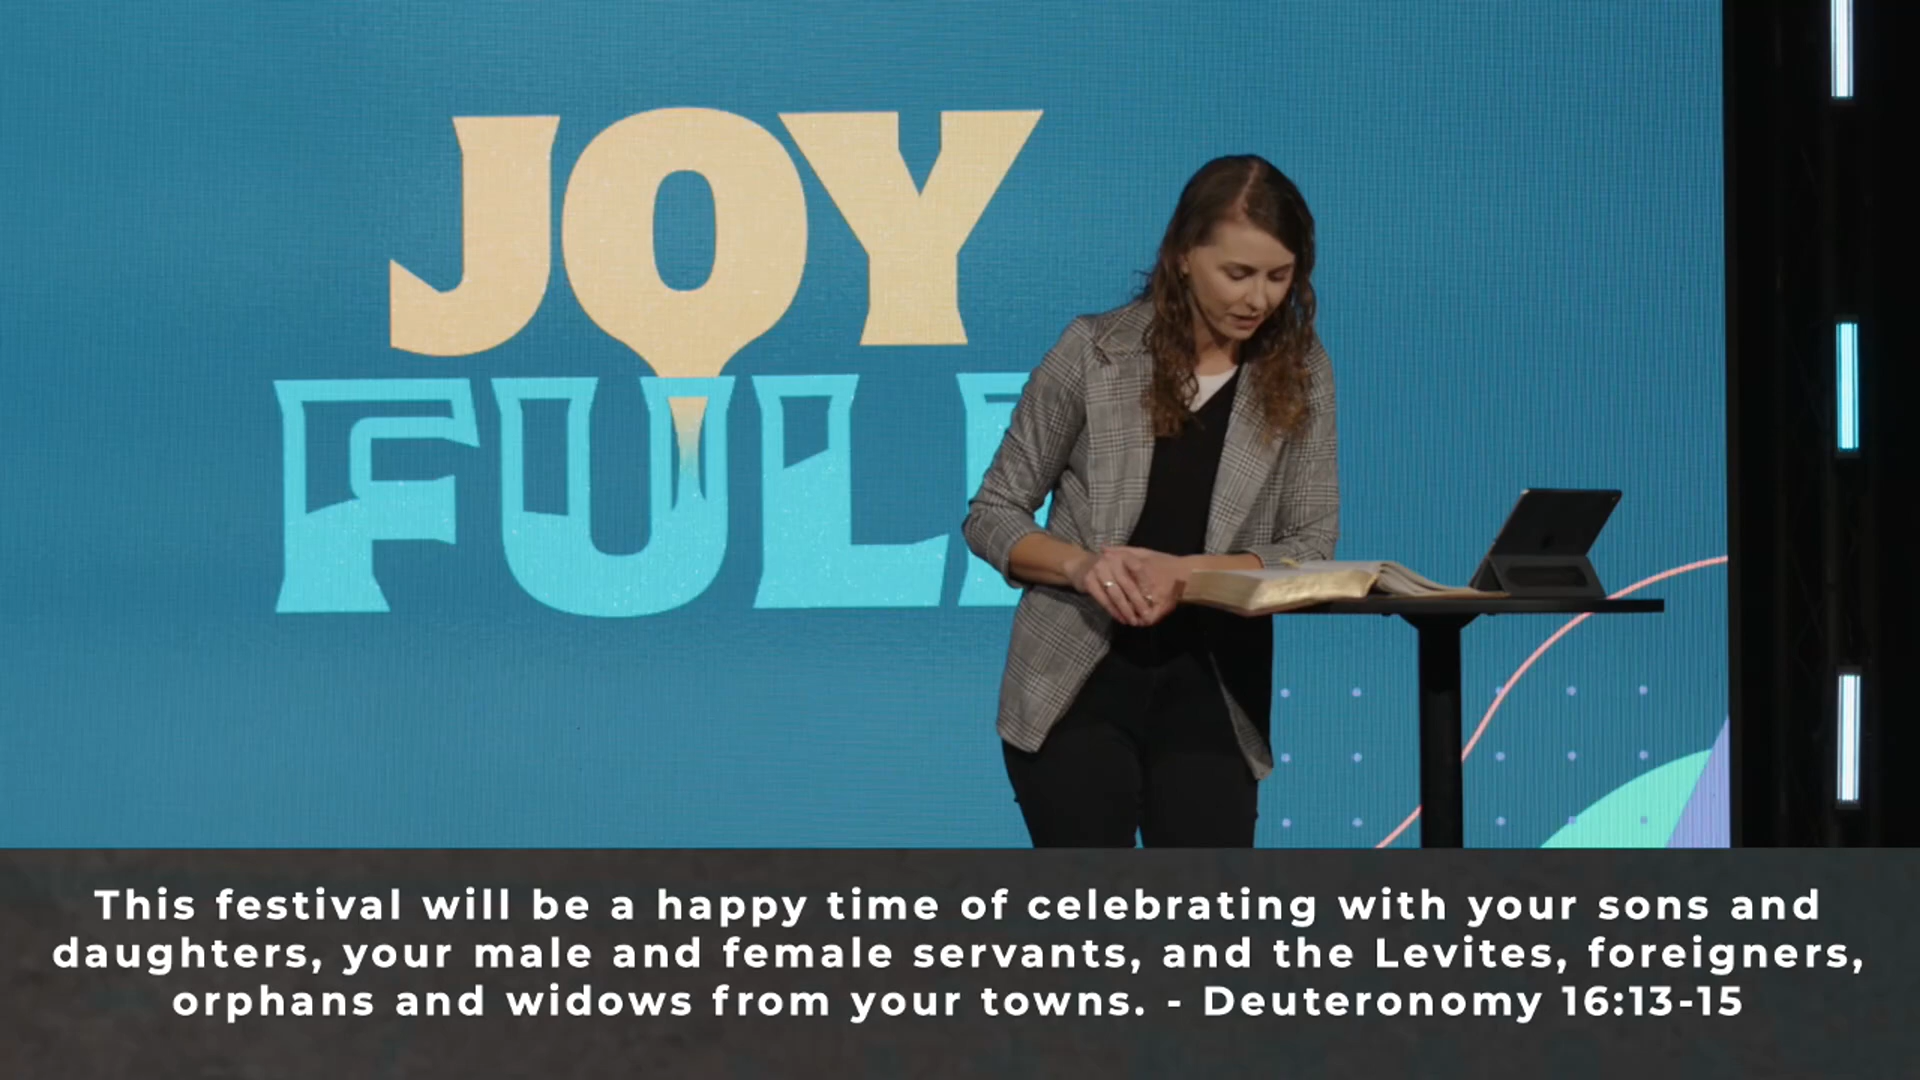 JOY
FULL
This festival will be a happy time of celebrating with your sons and
daughters, your male and female servants, and the Levites, foreigners,
orphans and widows from your towns. - Deuteronomy 16:13-15